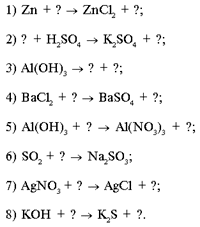 1) Zn + ? → ZnCl₂ + ?;
2) ? + H₂SO₄ → K₂SO₄ + ?;
3) Al(OH)₃ → ? + ?;
4) BaCl₂ + ? → BaSO₄ + ?;
5) Al(OH)₃ + ? → Al(NO₃)₃ + ?;
6) SO₂ + ? → Na₂SO₃;
7) AgNO₃ + ? → AgCl + ?;
8) KOH + ? → K₂S + ?.